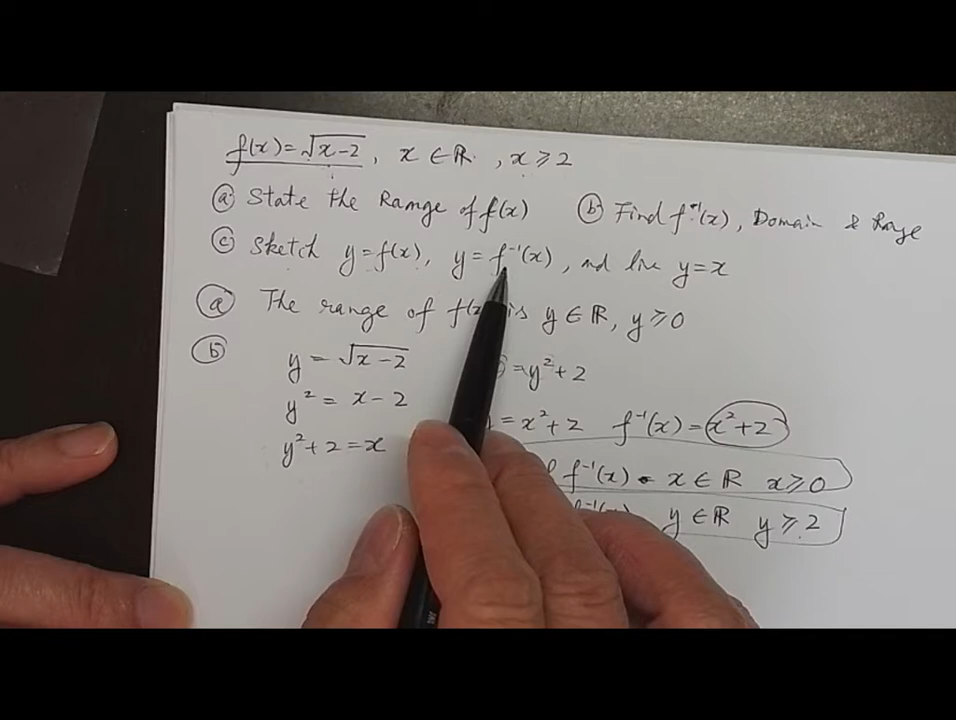 f(x)=√x-2, x∈ℝ, x≥2
ⓐ State the Range of f(x) ⓑ Find f⁻¹(x), Domain & Range
ⓒ Sketch y=f(x), y=f⁻¹(x), and line y=x
ⓐ The range of f( is y∈ℝ, y≥0
ⓑ y = √x-2
y² = x-2
y²+2=x
=y²+2
= x²+2 f⁻¹(x)= x²+2
f⁻¹(x) x∈ℝ x≥0
f⁻¹(x) y∈ℝ y≥2